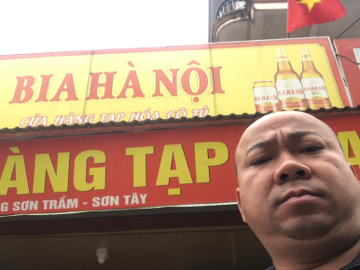 BIA HÀ NỘI
CỬA HÀNG TẠP HÓA CÔ TÚ
ÀNG TẠP
G SƠN TRẦM - SƠN TÂY